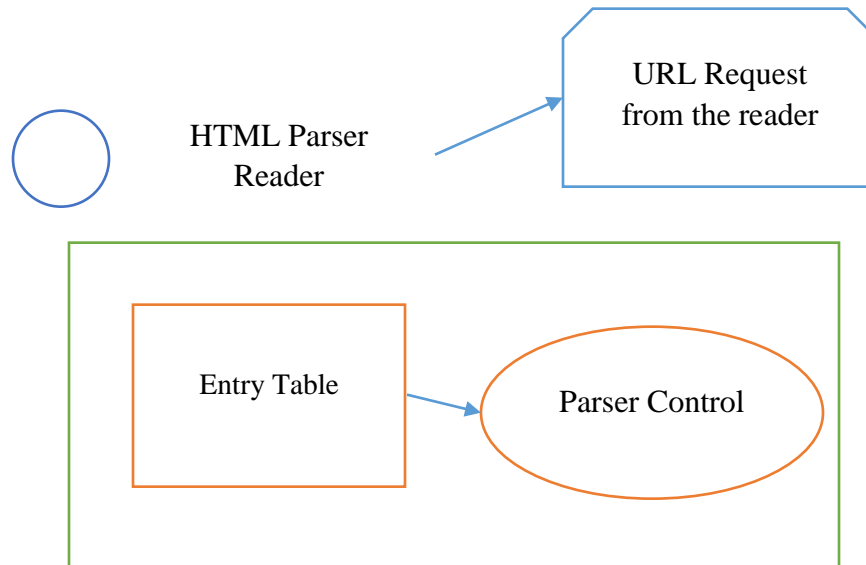 URL Request
from the reader
HTML Parser
Reader
Entry Table
Parser Control